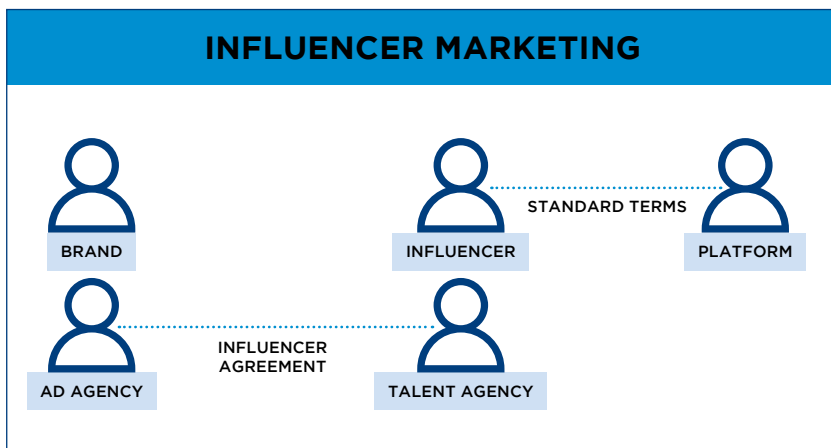 INFLUENCER MARKETING
STANDARD TERMS
BRAND
INFLUENCER
PLATFORM
INFLUENCER
AGREEMENT
AD AGENCY
TALENT AGENCY